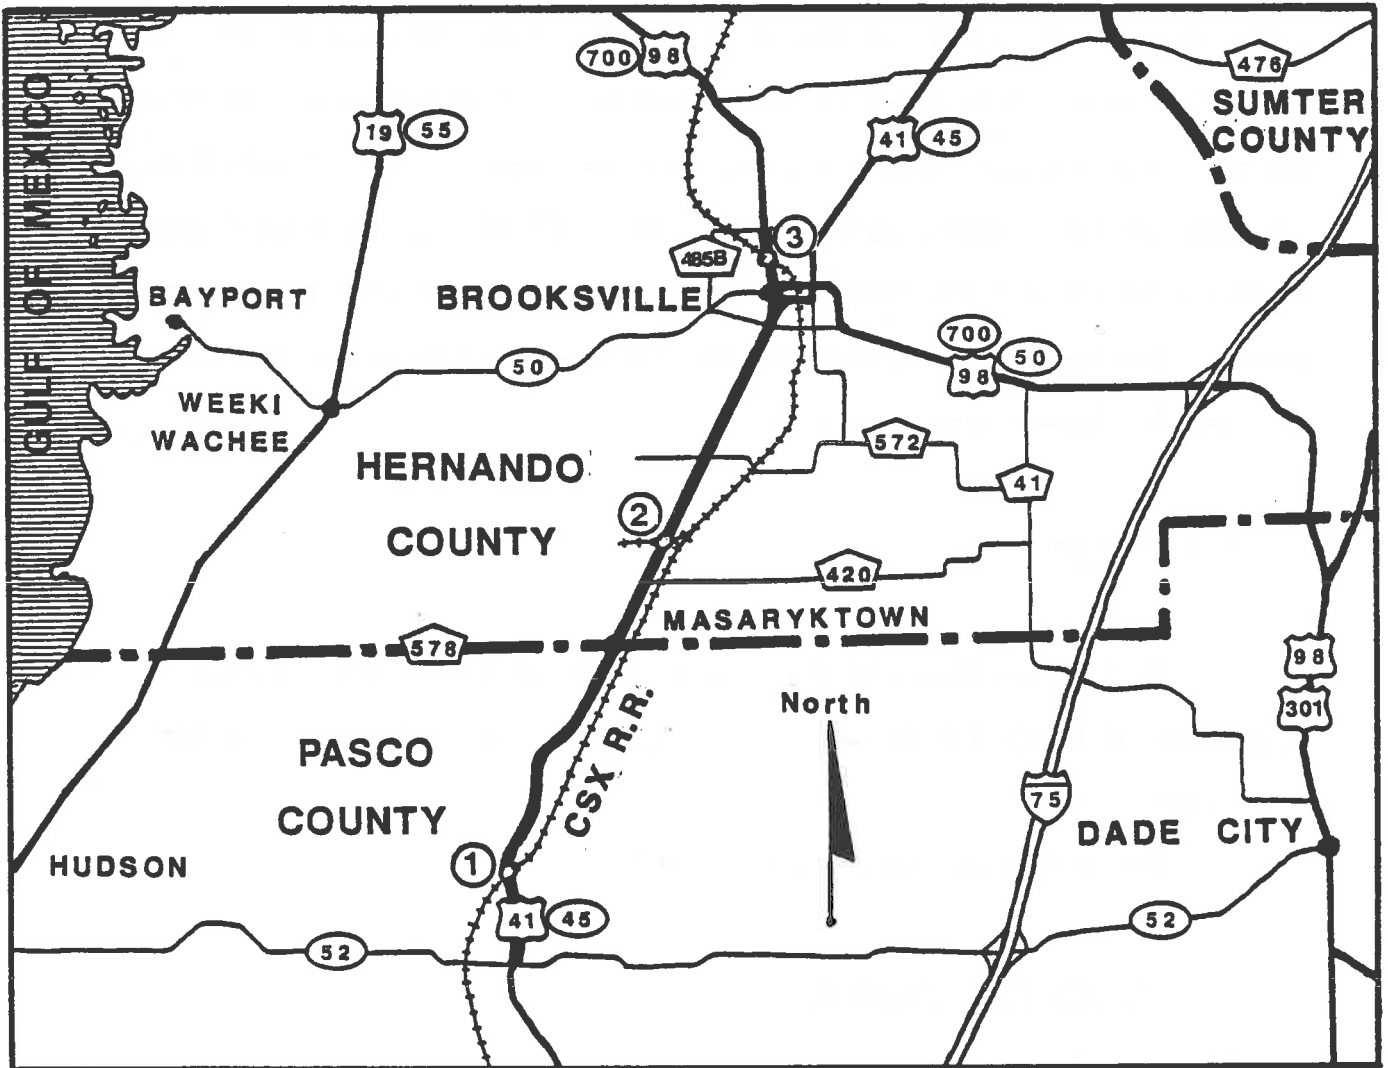 700
98
476
SUMTER
COUNTY
19
55
41
45
GULF OF MEXICO
3
485B
BAYPORT
BROOKSVILLE
700
50
98
50
WEEKI
WACHEE
572
HERNANDO
COUNTY
41
2
420
MASARYKTOWN
578
98
301
North
CSX R.R.
PASCO
COUNTY
75
DADE CITY
HUDSON
1
41
45
52
52